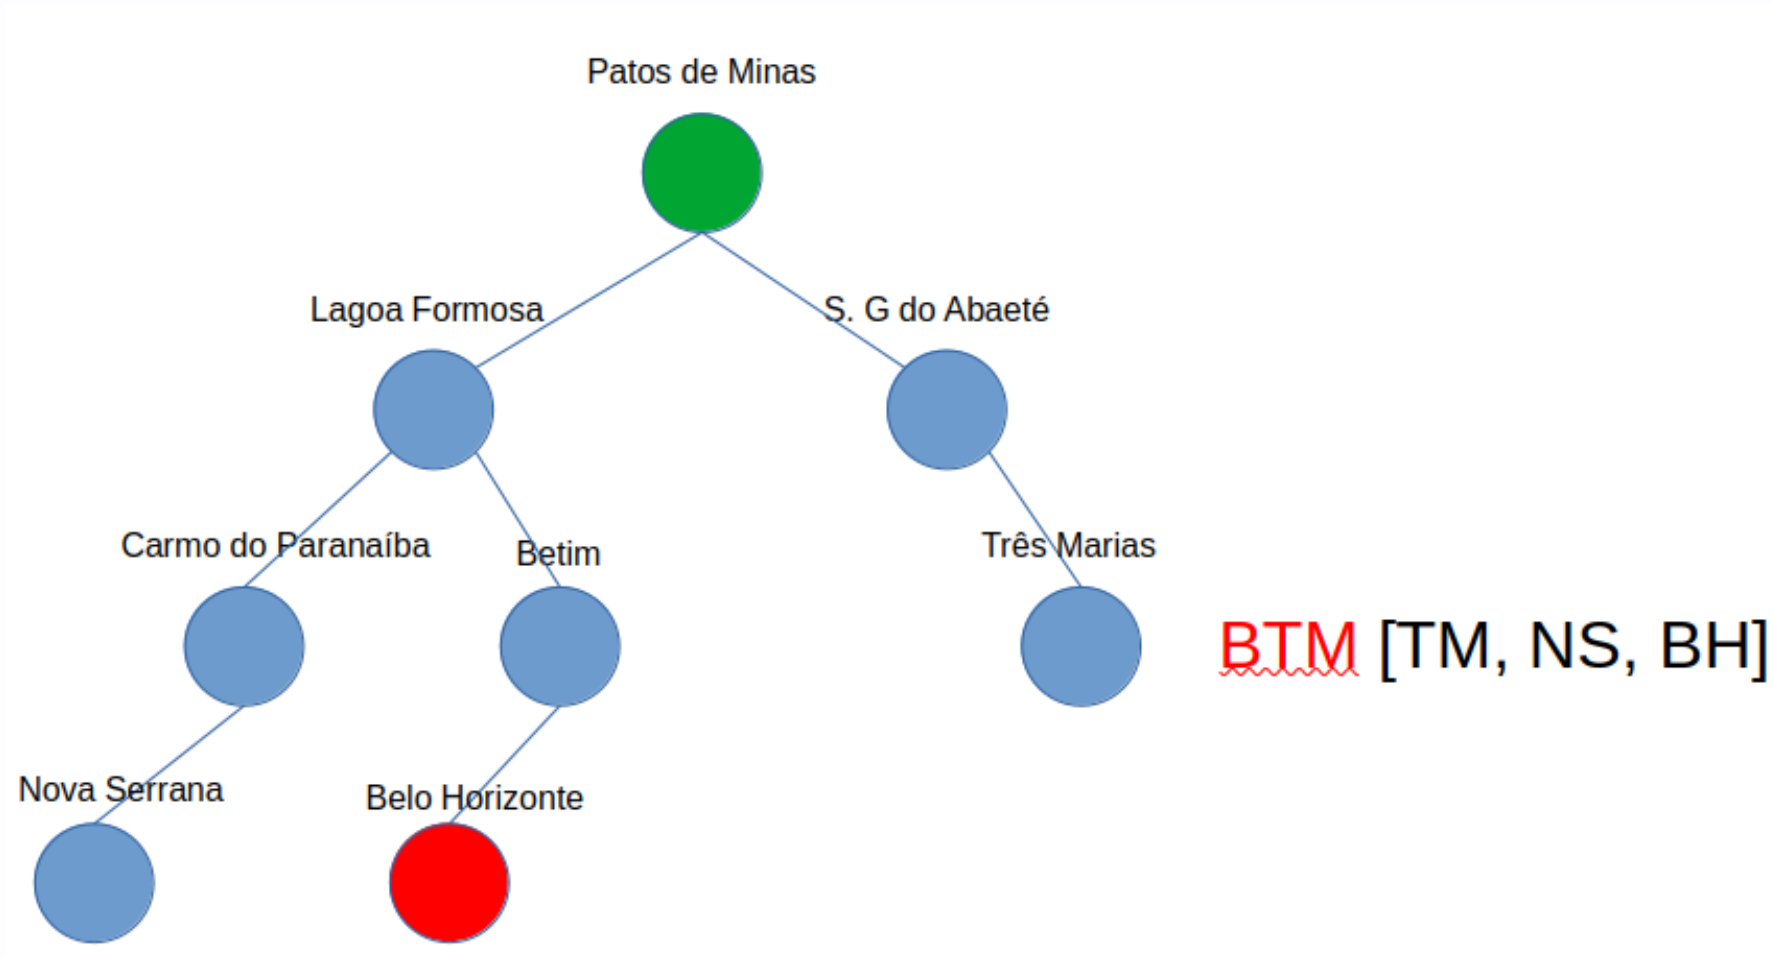 Patos de Minas
Lagoa Formosa
S. G do Abaeté
Carmo do Paranaíba
Betim
Três Marias
BTM [TM, NS, BH]
Nova Serrana
Belo Horizonte